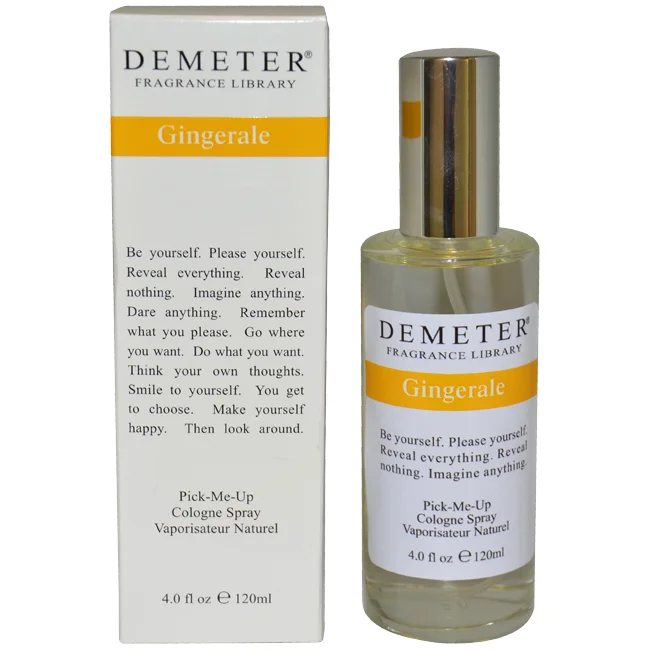 DEMETER®
FRAGRANCE LIBRARY
Gingerale
Be yourself. Please yourself.
Reveal everything. Reveal
nothing. Imagine anything.
Dare anything. Remember
what you please. Go where
you want. Do what you want.
Think your own thoughts.
Smile to yourself. You get
to choose. Make yourself
happy. Then look around.
Pick-Me-Up
Cologne Spray
Vaporisateur Naturel
4.0 fl oz ℮ 120ml
DEMETER®
FRAGRANCE LIBRARY
Gingerale
Be yourself. Please yourself.
Reveal everything. Reveal
nothing. Imagine anything.
Pick-Me-Up
Cologne Spray
Vaporisateur Naturel
4.0 fl oz ℮ 120ml